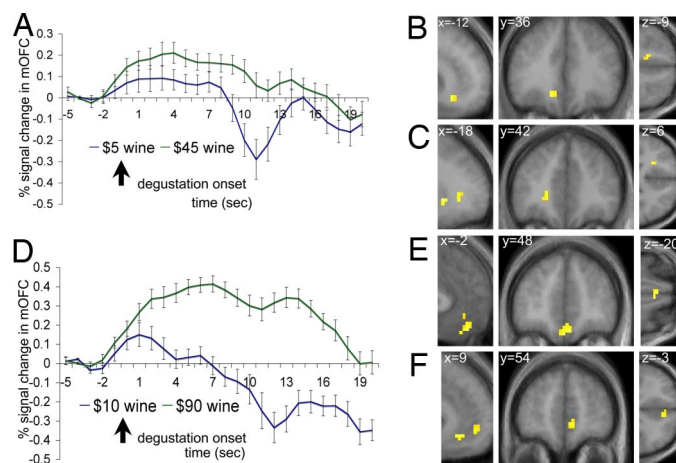 A
% signal change in mOFC
0.3
0.2
0.1
0
-0.1
-0.2
-0.3
-0.4
-0.5
-5 -2 1 4 7 10 13 16 19
$5 wine $45 wine
degustation onset
time (sec)
B
x=-12 y=36 z=-9
C
x=-18 y=42 z=6
D
% signal change in mOFC
0.5
0.4
0.3
0.2
0.1
0
-0.1
-0.2
-0.3
-0.4
-0.5
-5 -2 1 4 7 10 13 16 19
$10 wine $90 wine
degustation onset
time (sec)
E
x=-2 y=48 z=-20
F
x=9 y=54 z=-3